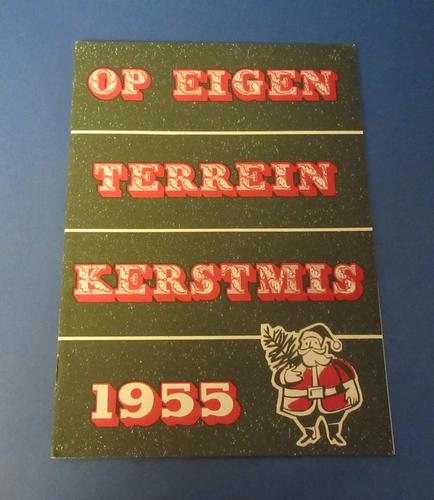 OP EIGEN
TERREIN
KERSTMIS
1955